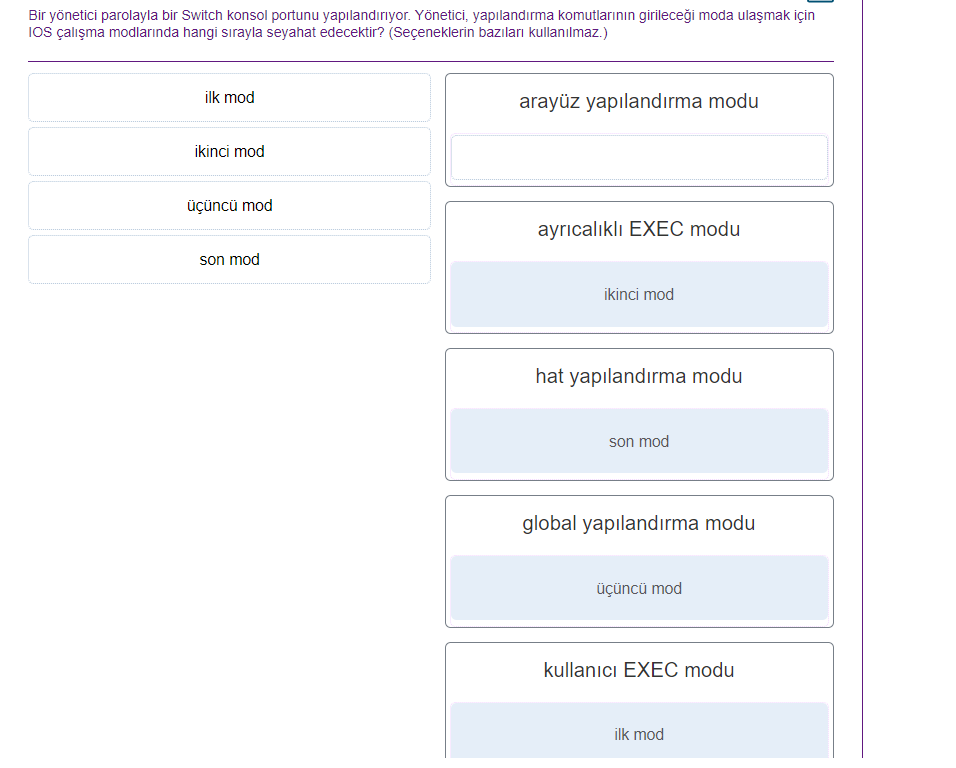 Bir yönetici parolayla bir Switch konsol portunu yapılandırıyor. Yönetici, yapılandırma komutlarının girileceği moda ulaşmak için
IOS çalışma modlarında hangi sırayla seyahat edecektir? (Seçeneklerin bazıları kullanılmaz.)
ilk mod
ikinci mod
üçüncü mod
son mod
arayüz yapılandırma modu
ayrıcalıklı EXEC modu
ikinci mod
hat yapılandırma modu
son mod
global yapılandırma modu
üçüncü mod
kullanıcı EXEC modu
ilk mod